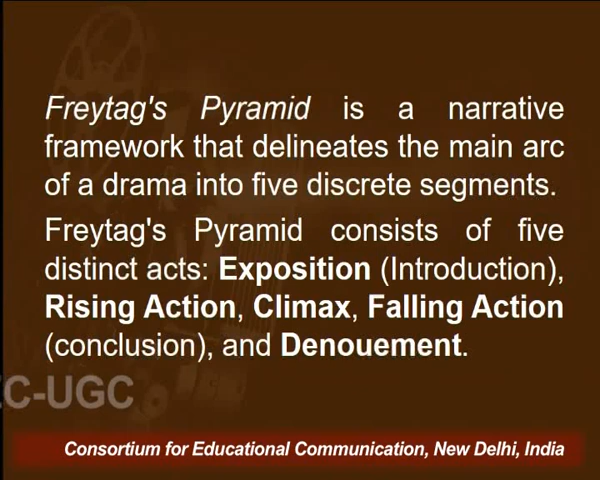 Freytag's Pyramid is a narrative
framework that delineates the main arc
of a drama into five discrete segments.
Freytag's Pyramid consists of five
distinct acts: Exposition (Introduction),
Rising Action, Climax, Falling Action
(conclusion), and Denouement.
EC-UGC
Consortium for Educational Communication, New Delhi, India